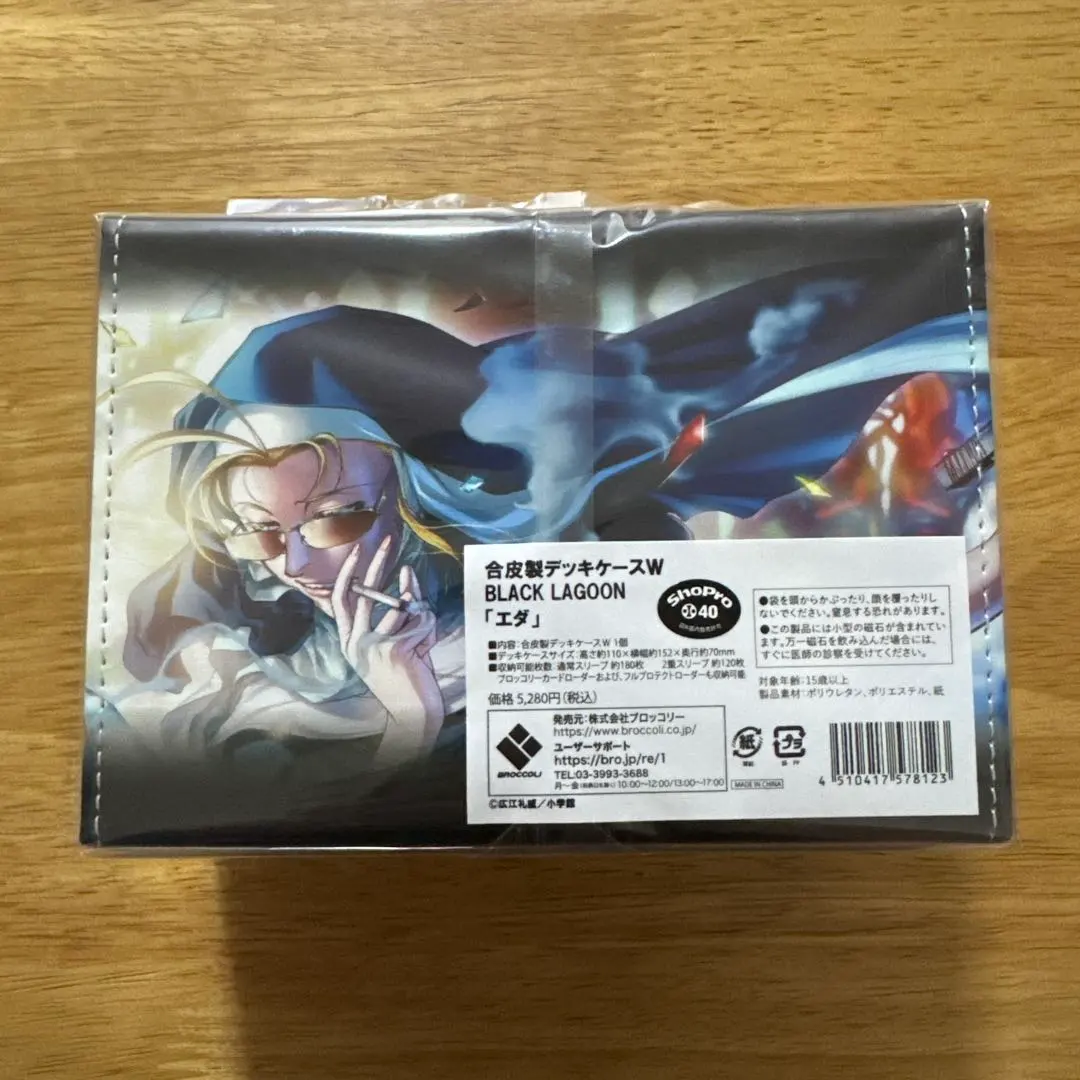 合皮製デッキケースW
BLACK LAGOON
「エダ」
ShoPro
40
■内容:合皮製デッキケースW 1個
■デッキケースサイズ:高さ約110×横幅約152×奥行約70mm
■収納可能枚数:通常スリーブ 約180枚 2重スリーブ 約120枚
ブロッコリーカードローダーおよび、フルプロテクトローダーも収納可能
価格 5,280円(税込)
●袋を頭からかぶったり、顔を覆ったりし
ないでください。窒息する恐れがあります。
●この製品には小型の磁石が含まれていま
す。万一磁石を飲み込んだ場合には、
すぐに医師の診察を受けてください。
対象年齢:15歳以上
製品素材:ポリウレタン、ポリエステル、紙
BROCCOLI
発売元:株式会社ブロッコリー
https://www.broccoli.co.jp/
ユーザーサポート
https://bro.jp/re/1
TEL:03-3993-3688
月~金 10:00~12:00/13:00~17:00
紙
プラ
袋:PP
MADE IN CHINA
4 510417 578123
©広江礼威/小学館